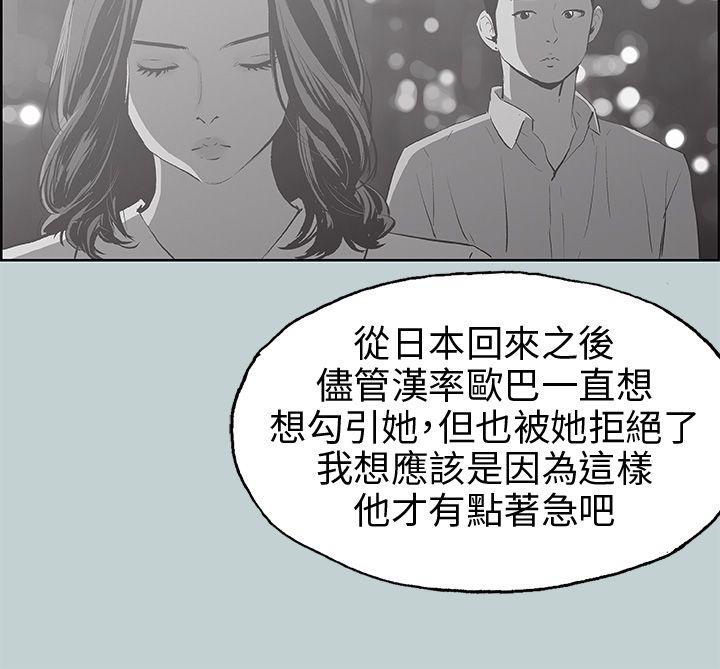 從日本回來之後
儘管漢率歐巴一直想
想勾引她，但也被她拒絕了
我想應該是因為這樣
他才有點著急吧